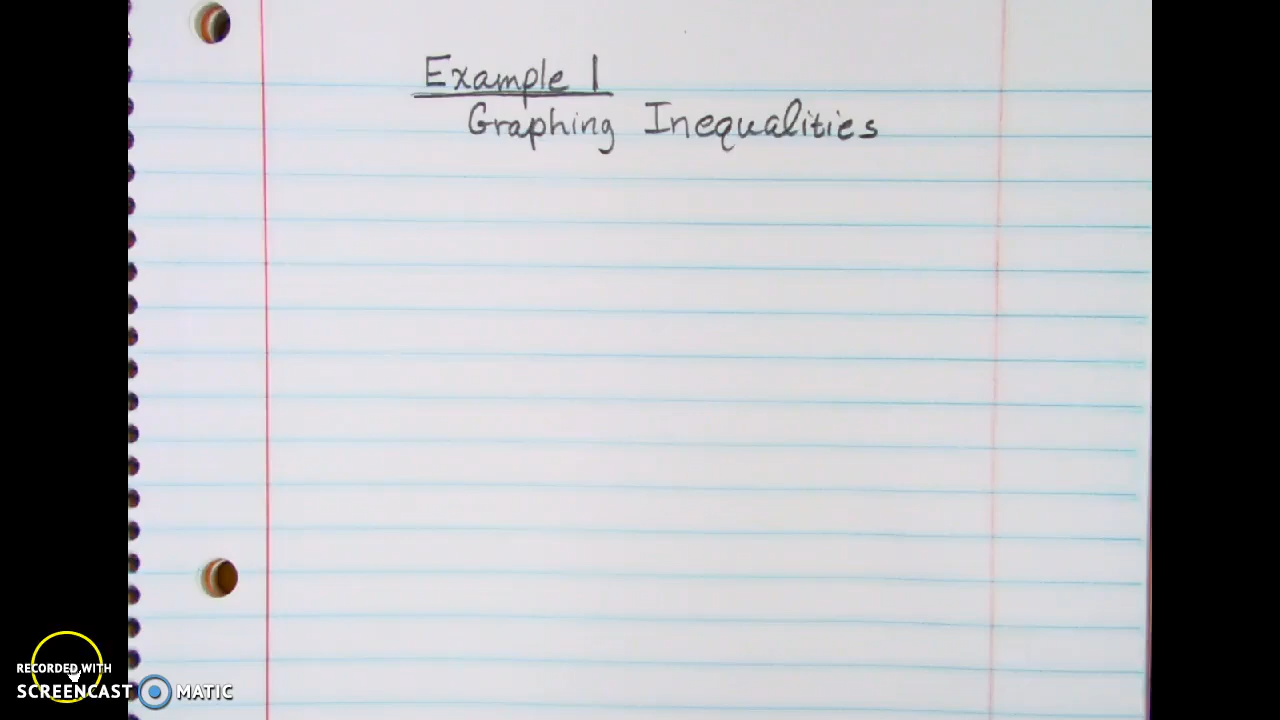 Example 1
Graphing Inequalities
RECORDED WITH
SCREENCAST MATIC